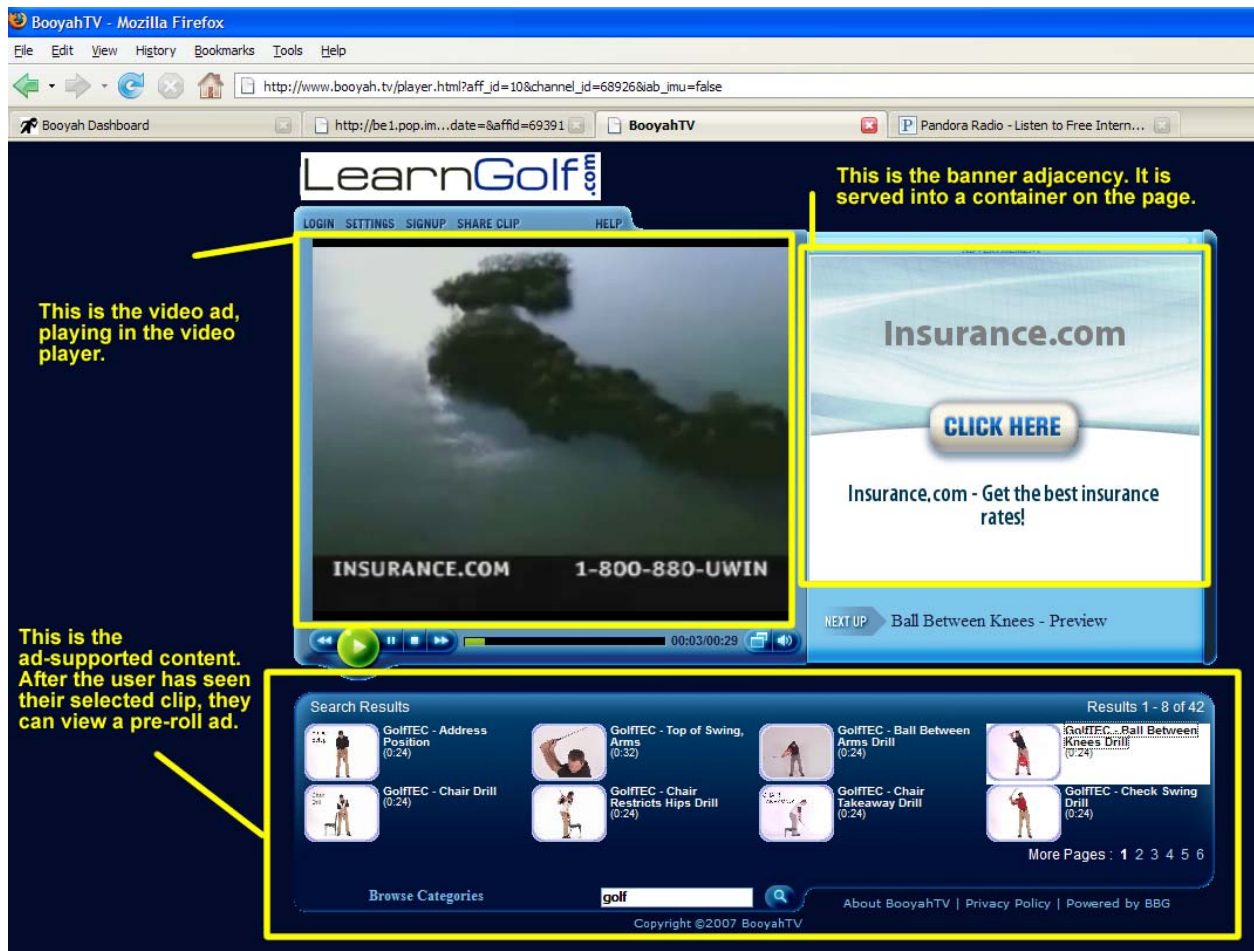 BooyahTV - Mozilla Firefox
File Edit View History Bookmarks Tools Help
http://www.booyah.tv/player.html?aff_id=10&channel_id=68926&iab_imu=false
Booyah Dashboard
http://be1.pop.im...date=&affid=69391
BooyahTV
Pandora Radio - Listen to Free Intern...
LearnGolf.com
This is the banner adjacency. It is
served into a container on the page.
LOGIN SETTINGS SIGNUP SHARE CLIP HELP
ADVERTISEMENT
This is the video ad,
playing in the video
player.
Insurance.com
CLICK HERE
Insurance.com - Get the best insurance
rates!
INSURANCE.COM 1-800-880-UWIN
NEXT UP Ball Between Knees - Preview
00:03/00:29
This is the
ad-supported content.
After the user has seen
their selected clip, they
can view a pre-roll ad.
Search Results Results 1 - 8 of 42
GolfTEC - Address
Position
(0:24)
GolfTEC - Top of Swing,
Arms
(0:32)
GolfTEC - Ball Between
Arms Drill
(0:24)
GolfTEC - Ball Between
Knees Drill
(0:24)
GolfTEC - Chair Drill
(0:24)
GolfTEC - Chair
Restricts Hips Drill
(0:24)
GolfTEC - Chair
Takeaway Drill
(0:24)
GolfTEC - Check Swing
Drill
(0:24)
More Pages : 1 2 3 4 5 6
Browse Categories
golf
About BooyahTV | Privacy Policy | Powered by BBG
Copyright ©2007 BooyahTV